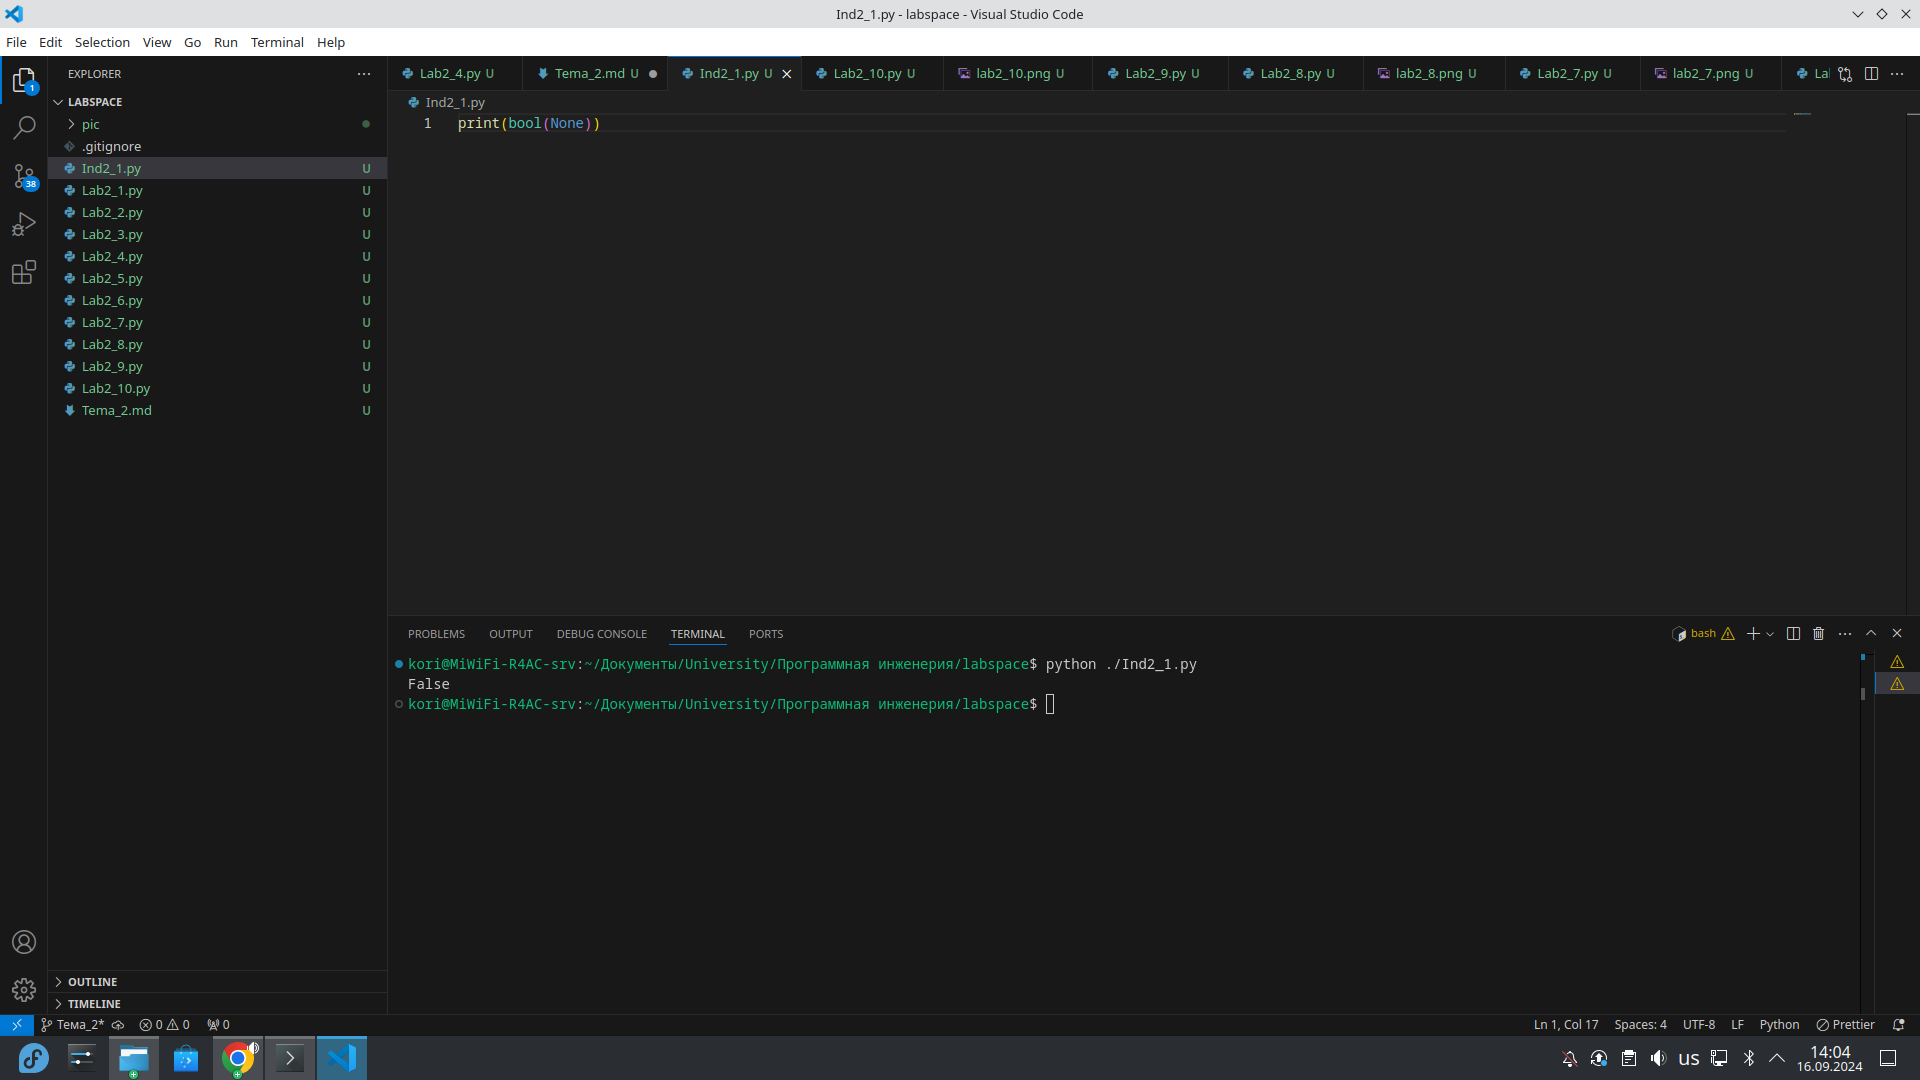 Ind2_1.py - labspace - Visual Studio Code
File Edit Selection View Go Run Terminal Help
EXPLORER
Lab2_4.py U Tema_2.md U Ind2_1.py U Lab2_10.py U lab2_10.png U Lab2_9.py U Lab2_8.py U lab2_8.png U Lab2_7.py U lab2_7.png U Lal
1
LABSPACE
Ind2_1.py
pic
1 print(bool(None))
.gitignore
Ind2_1.py U
38
Lab2_1.py U
Lab2_2.py U
Lab2_3.py U
Lab2_4.py U
Lab2_5.py U
Lab2_6.py U
Lab2_7.py U
Lab2_8.py U
Lab2_9.py U
Lab2_10.py U
Tema_2.md U
PROBLEMS OUTPUT DEBUG CONSOLE TERMINAL PORTS
bash
kori@MiWiFi-R4AC-srv:~/Документы/University/Программная инженерия/labspace$ python ./Ind2_1.py
False
kori@MiWiFi-R4AC-srv:~/Документы/University/Программная инженерия/labspace$
OUTLINE
TIMELINE
Тема_2* 0 0 0
Ln 1, Col 17 Spaces: 4 UTF-8 LF Python Prettier
us
14:04
16.09.2024